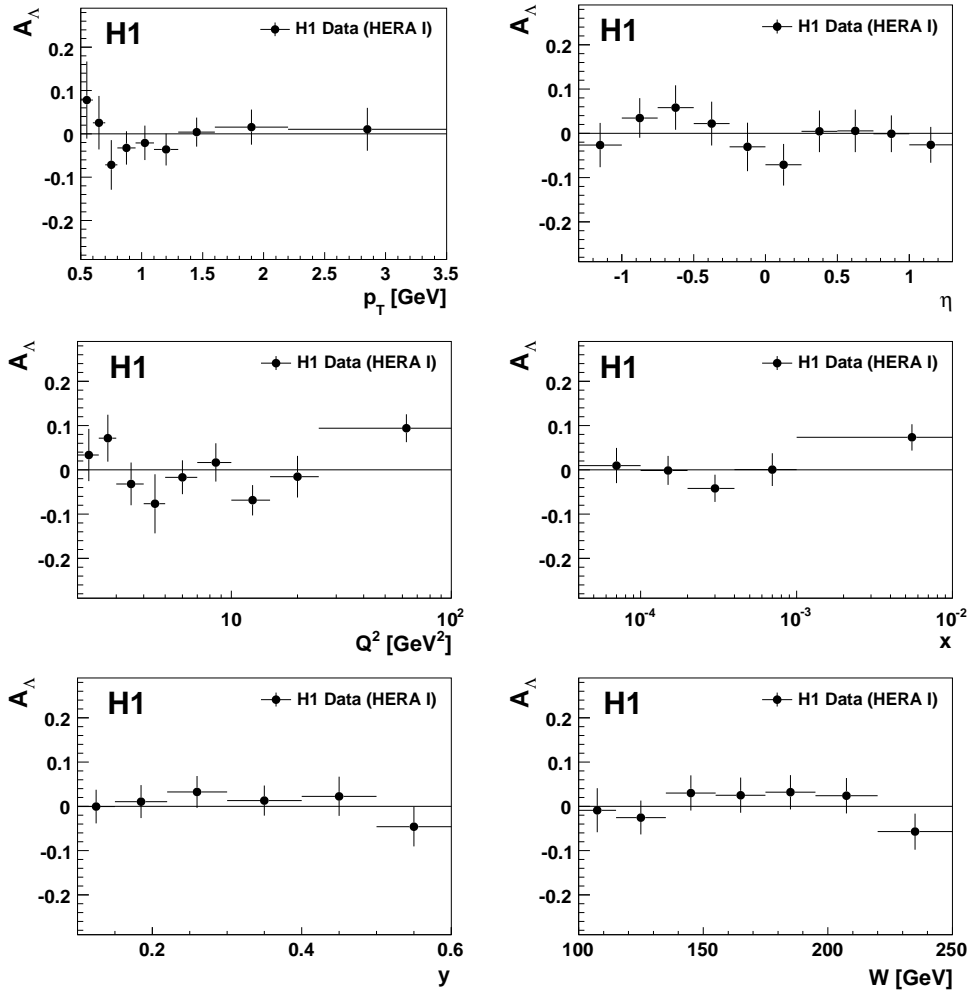 A_Λ H1 H1 Data (HERA I)
0.2
0.1
0
-0.1
-0.2
0.5 1 1.5 2 2.5 3 3.5
p_T [GeV]
A_Λ H1 H1 Data (HERA I)
0.2
0.1
0
-0.1
-0.2
-1 -0.5 0 0.5 1
η
A_Λ H1 H1 Data (HERA I)
0.2
0.1
0
-0.1
-0.2
10 10²
Q² [GeV²]
A_Λ H1 H1 Data (HERA I)
0.2
0.1
0
-0.1
-0.2
10⁻⁴ 10⁻³ 10⁻²
x
A_Λ H1 H1 Data (HERA I)
0.2
0.1
0
-0.1
-0.2
0.2 0.4 0.6
y
A_Λ H1 H1 Data (HERA I)
0.2
0.1
0
-0.1
-0.2
100 150 200 250
W [GeV]